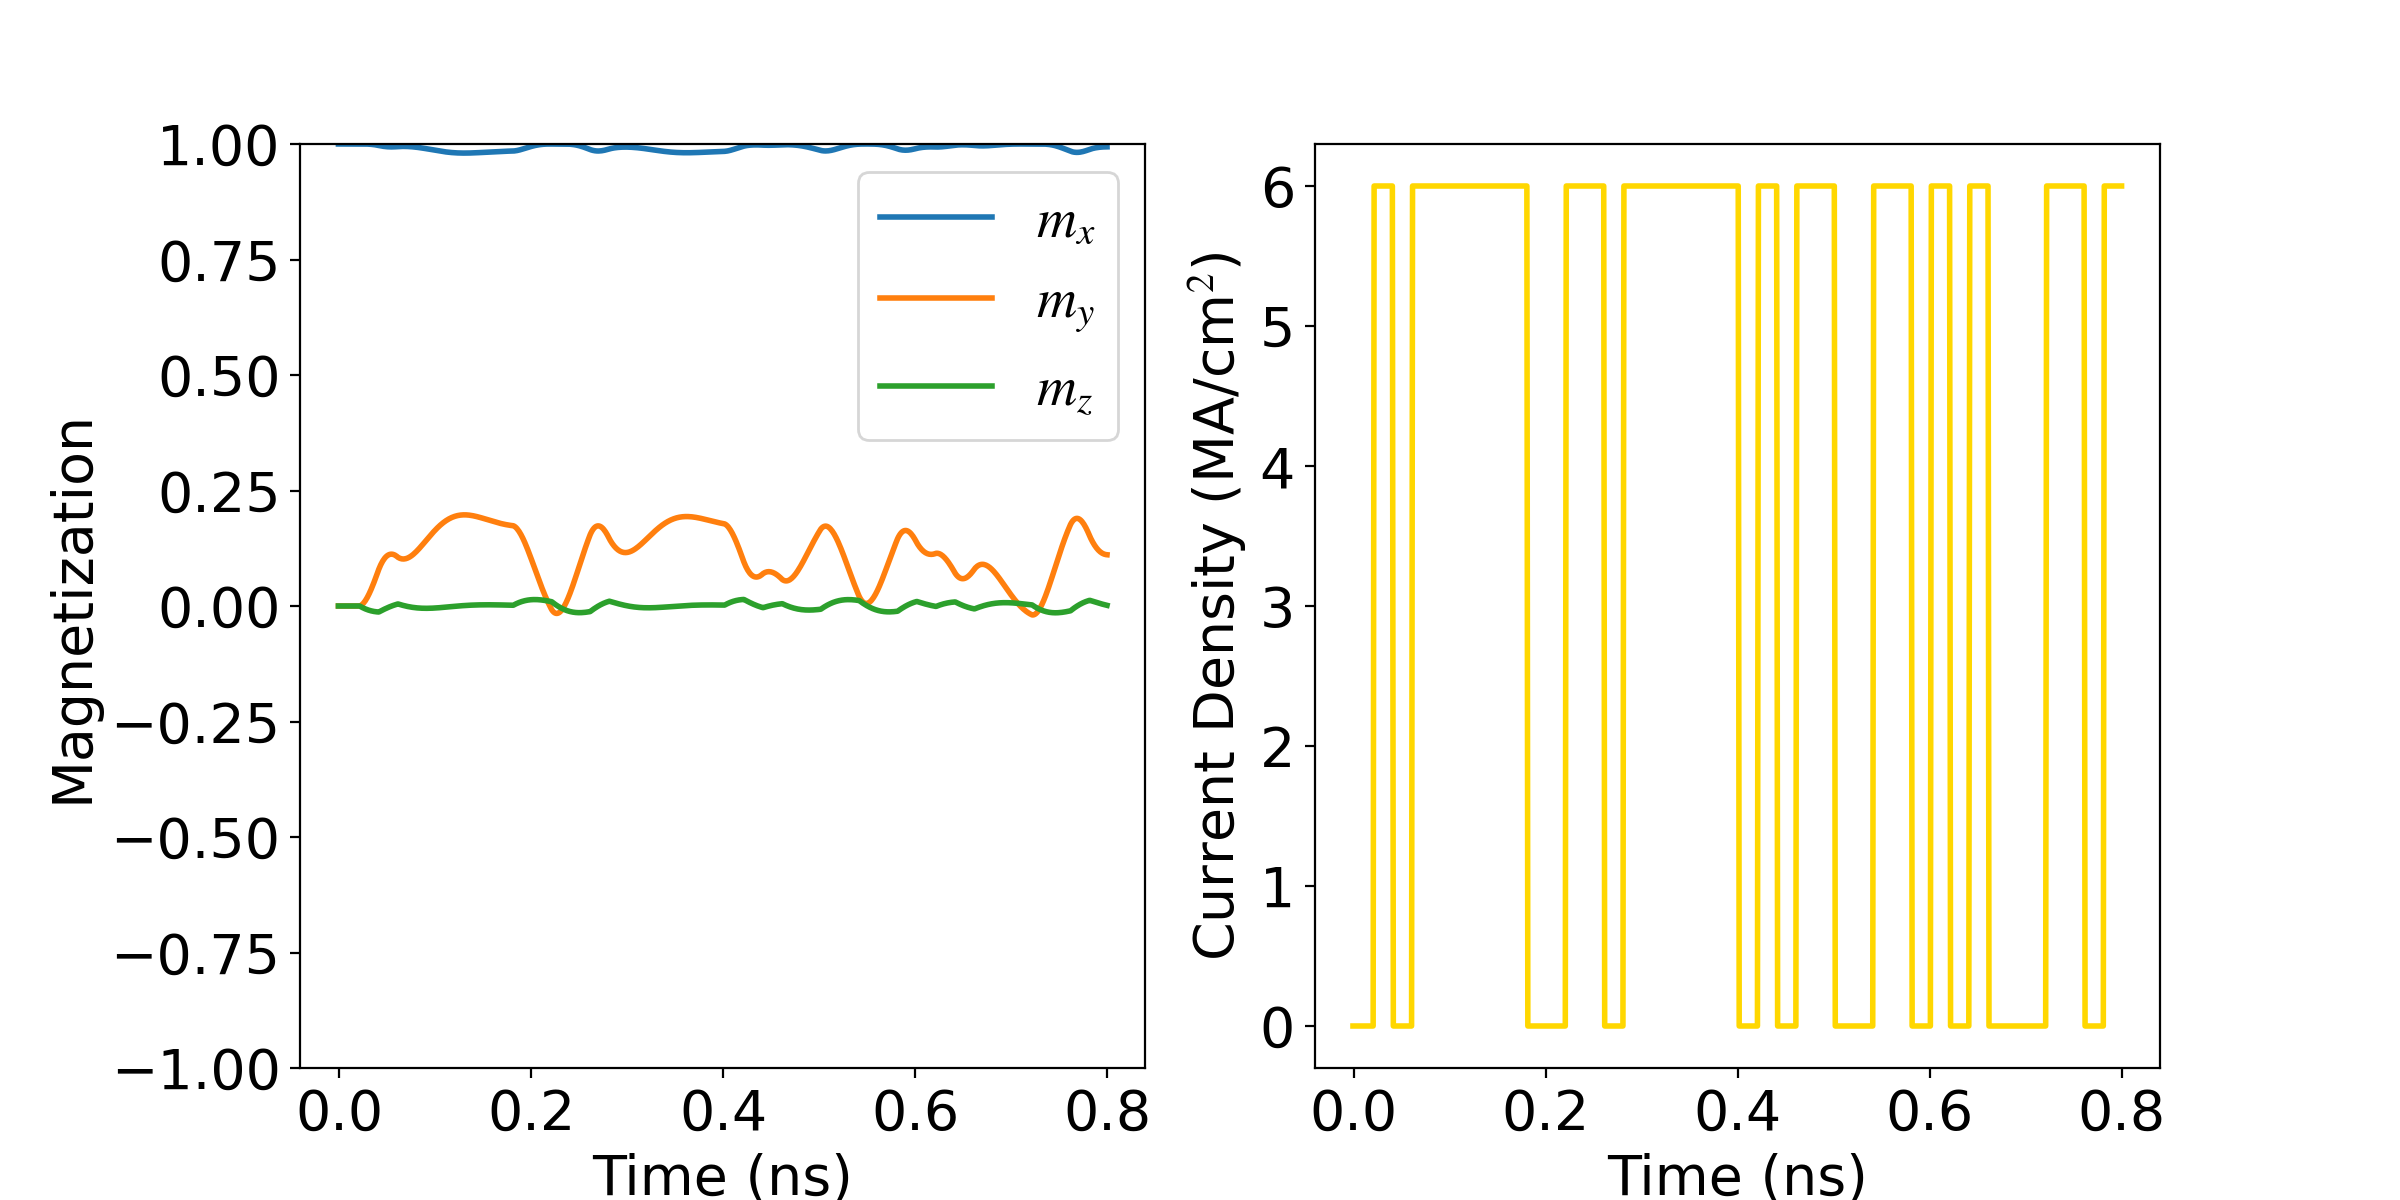 1.00
0.75
0.50
0.25
0.00
−0.25
−0.50
−0.75
−1.00
Magnetization
0.0 0.2 0.4 0.6 0.8
Time (ns)
mₓ
m_y
m_z
6
5
4
3
2
1
0
Current Density (MA/cm²)
0.0 0.2 0.4 0.6 0.8
Time (ns)